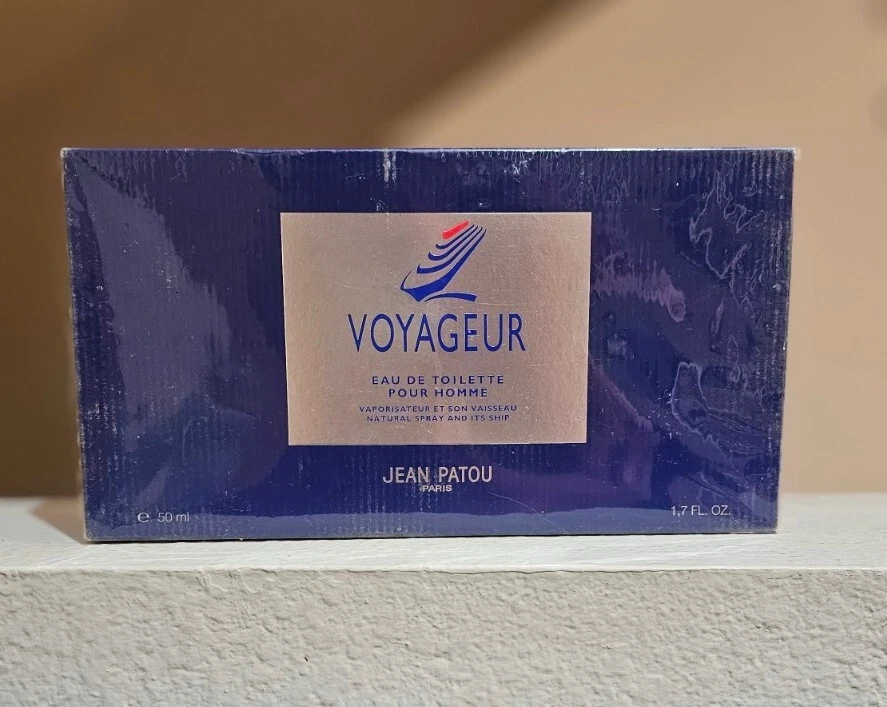 VOYAGEUR
EAU DE TOILETTE
POUR HOMME
VAPORISATEUR ET SON VAISSEAU
NATURAL SPRAY AND ITS SHIP
JEAN PATOU
PARIS
e 50 ml
1,7 FL. OZ.